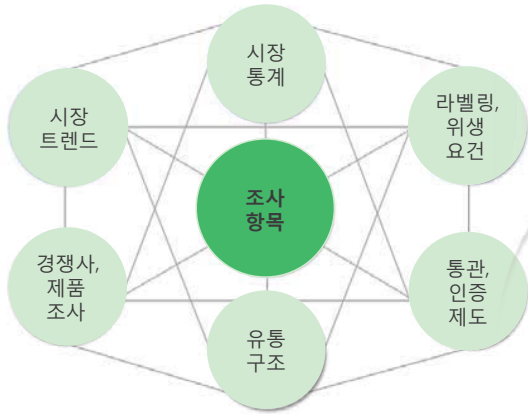 시장
통계
시장
트렌드
라벨링,
위생
요건
조사
항목
경쟁사,
제품
조사
통관,
인증
제도
유통
구조